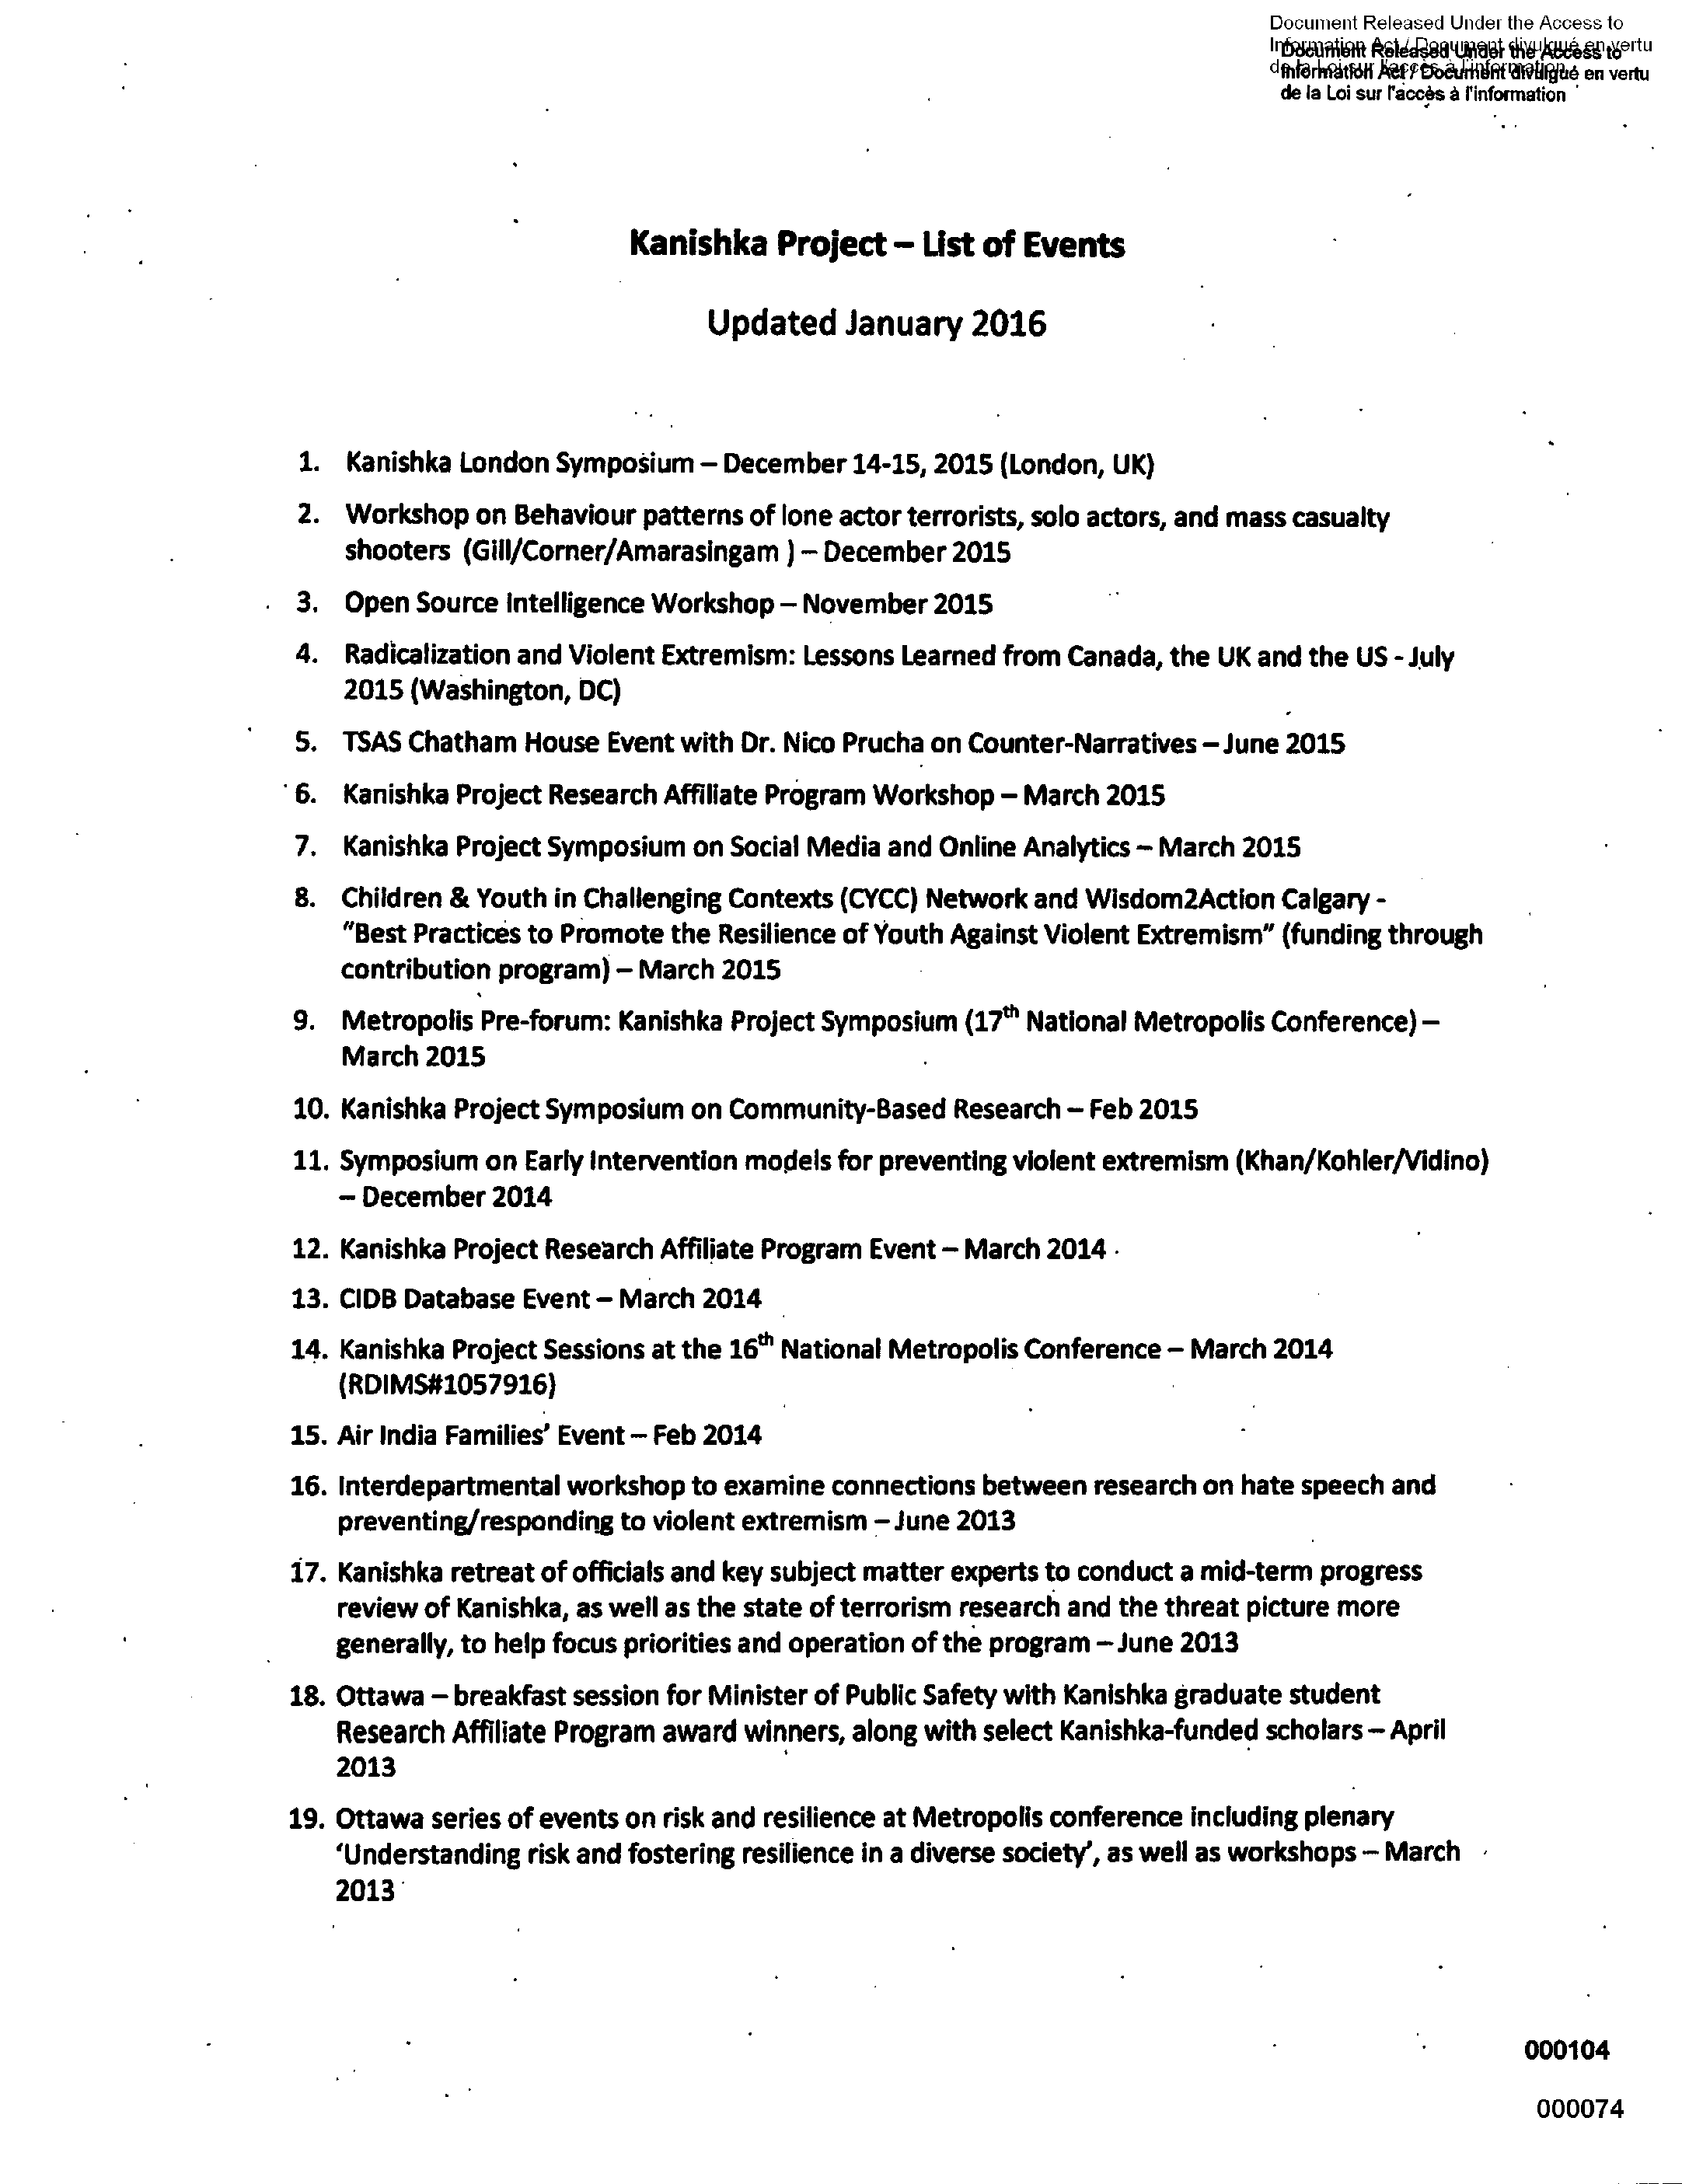 Document Released Under the Access to
Information Act / Document divulgué en vertu
de la Loi sur l'accès à l'information
Document Released Under the Access to
Information Act / Document divulgué en vertu
de la Loi sur l'accès à l'information
Kanishka Project – List of Events
Updated January 2016
1. Kanishka London Symposium – December 14-15, 2015 (London, UK)
2. Workshop on Behaviour patterns of lone actor terrorists, solo actors, and mass casualty
shooters (Gill/Corner/Amarasingam ) – December 2015
3. Open Source Intelligence Workshop – November 2015
4. Radicalization and Violent Extremism: Lessons Learned from Canada, the UK and the US - July
2015 (Washington, DC)
5. TSAS Chatham House Event with Dr. Nico Prucha on Counter-Narratives – June 2015
6. Kanishka Project Research Affiliate Program Workshop – March 2015
7. Kanishka Project Symposium on Social Media and Online Analytics – March 2015
8. Children & Youth in Challenging Contexts (CYCC) Network and Wisdom2Action Calgary -
"Best Practices to Promote the Resilience of Youth Against Violent Extremism" (funding through
contribution program) – March 2015
9. Metropolis Pre-forum: Kanishka Project Symposium (17th National Metropolis Conference) –
March 2015
10. Kanishka Project Symposium on Community-Based Research – Feb 2015
11. Symposium on Early Intervention models for preventing violent extremism (Khan/Kohler/Vidino)
– December 2014
12. Kanishka Project Research Affiliate Program Event – March 2014
13. CIDB Database Event – March 2014
14. Kanishka Project Sessions at the 16th National Metropolis Conference – March 2014
(RDIMS#1057916)
15. Air India Families' Event – Feb 2014
16. Interdepartmental workshop to examine connections between research on hate speech and
preventing/responding to violent extremism – June 2013
17. Kanishka retreat of officials and key subject matter experts to conduct a mid-term progress
review of Kanishka, as well as the state of terrorism research and the threat picture more
generally, to help focus priorities and operation of the program – June 2013
18. Ottawa – breakfast session for Minister of Public Safety with Kanishka graduate student
Research Affiliate Program award winners, along with select Kanishka-funded scholars – April
2013
19. Ottawa series of events on risk and resilience at Metropolis conference including plenary
'Understanding risk and fostering resilience in a diverse society', as well as workshops – March
2013
000104
000074